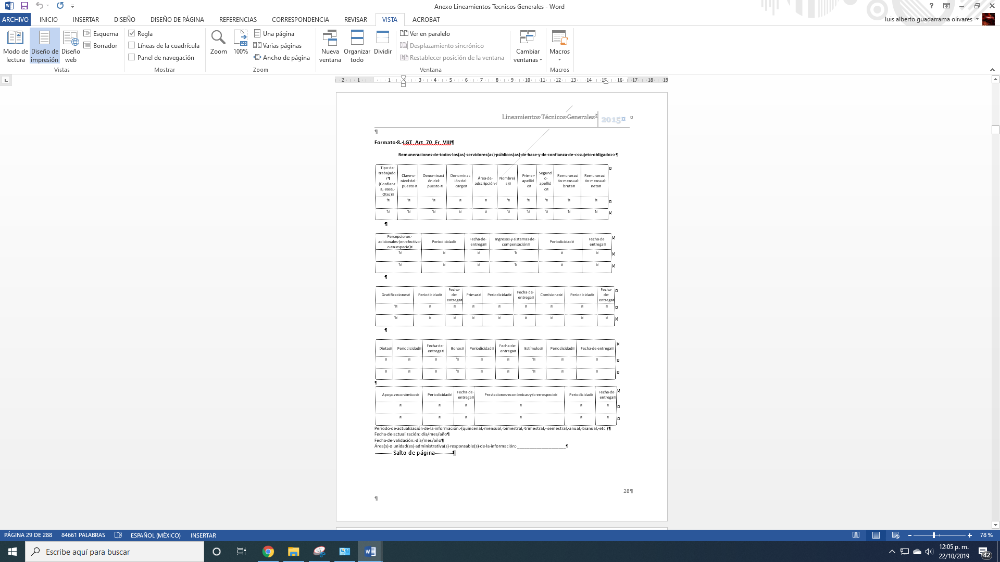 Anexo Lineamientos Tecnicos Generales - Word
ARCHIVO INICIO INSERTAR DISEÑO DISEÑO DE PÁGINA REFERENCIAS CORRESPONDENCIA REVISAR VISTA ACROBAT
luis alberto guadarrama olivares
Modo de lectura
Diseño de impresión
Diseño web
Esquema
Borrador
Vistas
Regla
Líneas de la cuadrícula
Panel de navegación
Mostrar
Zoom
100%
Una página
Varias páginas
Ancho de página
Zoom
Nueva ventana
Organizar todo
Dividir
Ver en paralelo
Desplazamiento sincrónico
Restablecer posición de la ventana
Ventana
Cambiar ventanas
Macros
Macros
2 1 1 2 3 4 5 6 7 8 9 10 11 12 13 14 15 16 17 18 19
Lineamientos·Técnicos·Generales¶ 2015¤ ¤
¶
Formato·8.·LGT_Art_70_Fr_VIII¶
Remuneraciones·de·todos·los(as)·servidores(as)·públicos(as)·de·base·y·de·confianza·de·<<sujeto·obligado>>¶
Tipo·de·trabajador¶ (Confianza,·Base,·Otro)¤
Clave·o·nivel·del·puesto·¤
Denominación·del·puesto·¤
Denominación·del·cargo¤
Área·de·adscripción·¤
Nombre(s)¤
Primer·apellido¤
Segundo·apellido¤
Remuneración·mensual·bruta¤
Remuneración·mensual·neta¤
¶
Percepciones adicionales·(en·efectivo·o·en·especie)¤
Periodicidad¤
Fecha·de·entrega¤
Ingresos·y·sistemas·de·compensación¤
Periodicidad¤
Fecha·de·entrega¤
¶
Gratificaciones¤
Periodicidad¤
Fecha·de·entrega¤
Primas¤
Periodicidad¤
Fecha·de·entrega¤
Comisiones¤
Periodicidad¤
Fecha·de·entrega¤
¶
Dietas¤
Periodicidad¤
Fecha·de·entrega¤
Bonos¤
Periodicidad¤
Fecha·de·entrega¤
Estímulos¤
Periodicidad¤
Fecha·de·entrega¤
¶
Apoyos·económicos¤
Periodicidad¤
Fecha·de·entrega¤
Prestaciones·económicas·y/o·en·especie¤
Periodicidad¤
Fecha·de·entrega¤
Periodo·de·actualización·de·la·información:·(quincenal,·mensual,·bimestral,·trimestral,··semestral,·anual,·bianual,·etc.)¶
Fecha·de·actualización:·día/mes/año¶
Fecha·de·validación:·día/mes/año¶
Área(s)·o·unidad(es)·administrativa(s)·responsable(s)·de·la·información:·____________________¶
Salto de página¶
28¶
¶
PÁGINA 29 DE 288 84661 PALABRAS ESPAÑOL (MÉXICO) INSERTAR 78 %
Escribe aquí para buscar
12:05 p. m.
22/10/2019
42